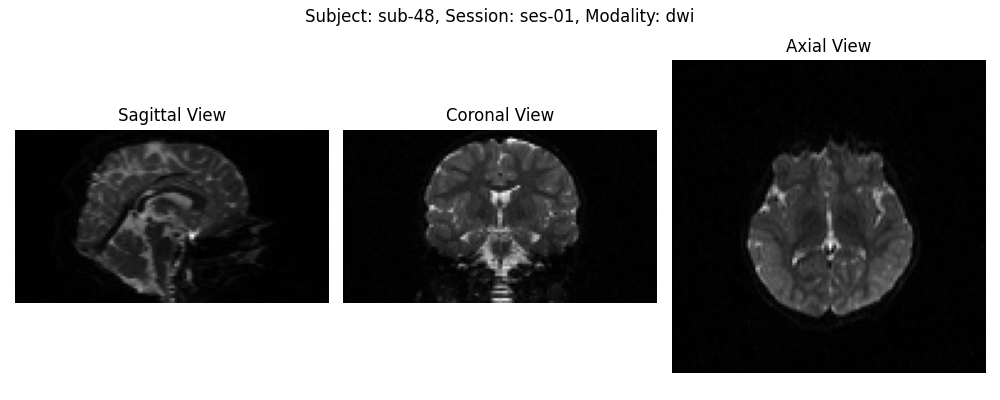 Subject: sub-48, Session: ses-01, Modality: dwi
Sagittal View
Coronal View
Axial View